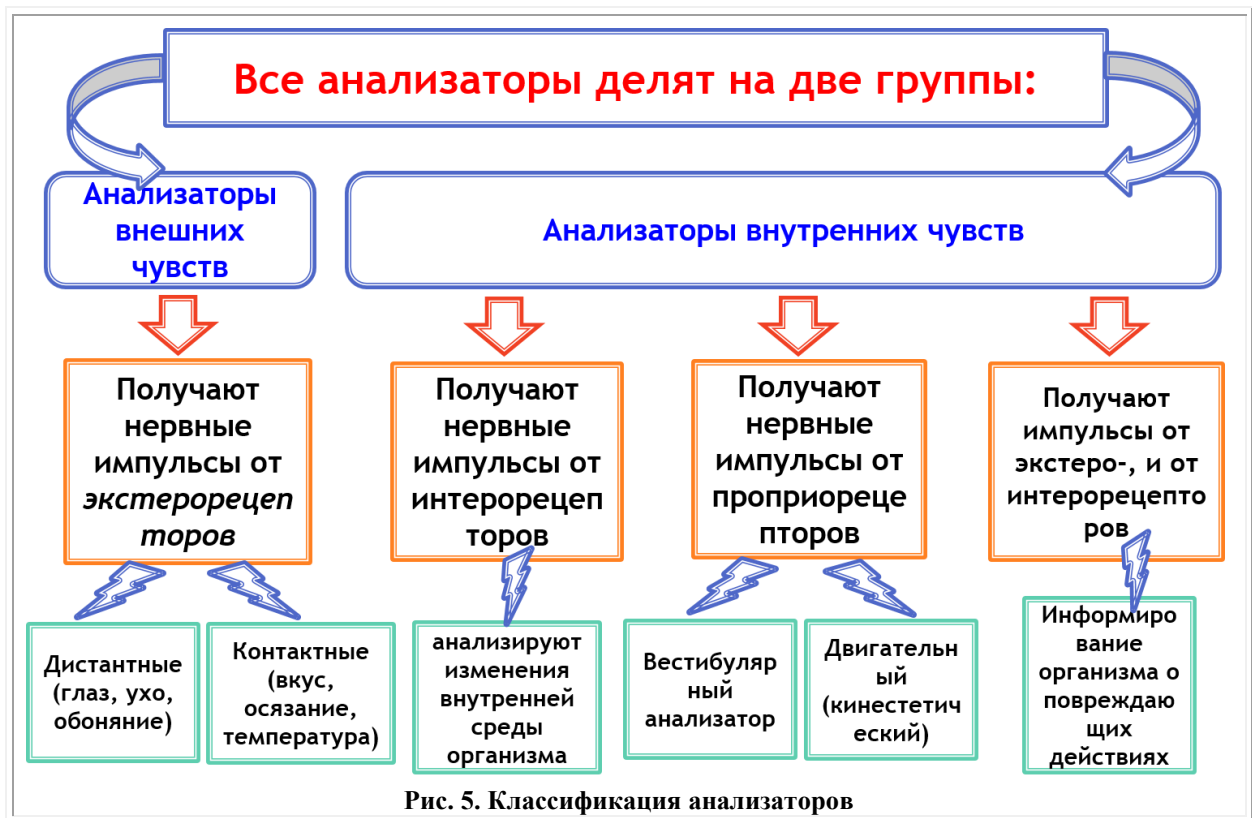 Все анализаторы делят на две группы:
Анализаторы
внешних
чувств
Анализаторы внутренних чувств
Получают
нервные
импульсы от
экстерорецеп
торов
Получают
нервные
импульсы от
интерорецеп
торов
Получают
нервные
импульсы от
проприореце
пторов
Получают
импульсы от
экстеро-, и от
интерорецепто
ров
Дистантные
(глаз, ухо,
обоняние)
Контактные
(вкус,
осязание,
температура)
анализируют
изменения
внутренней
среды
организма
Вестибуляр
ный
анализатор
Двигательн
ый
(кинестетич
еский)
Информиро
вание
организма о
повреждаю
щих
действиях
Рис. 5. Классификация анализаторов